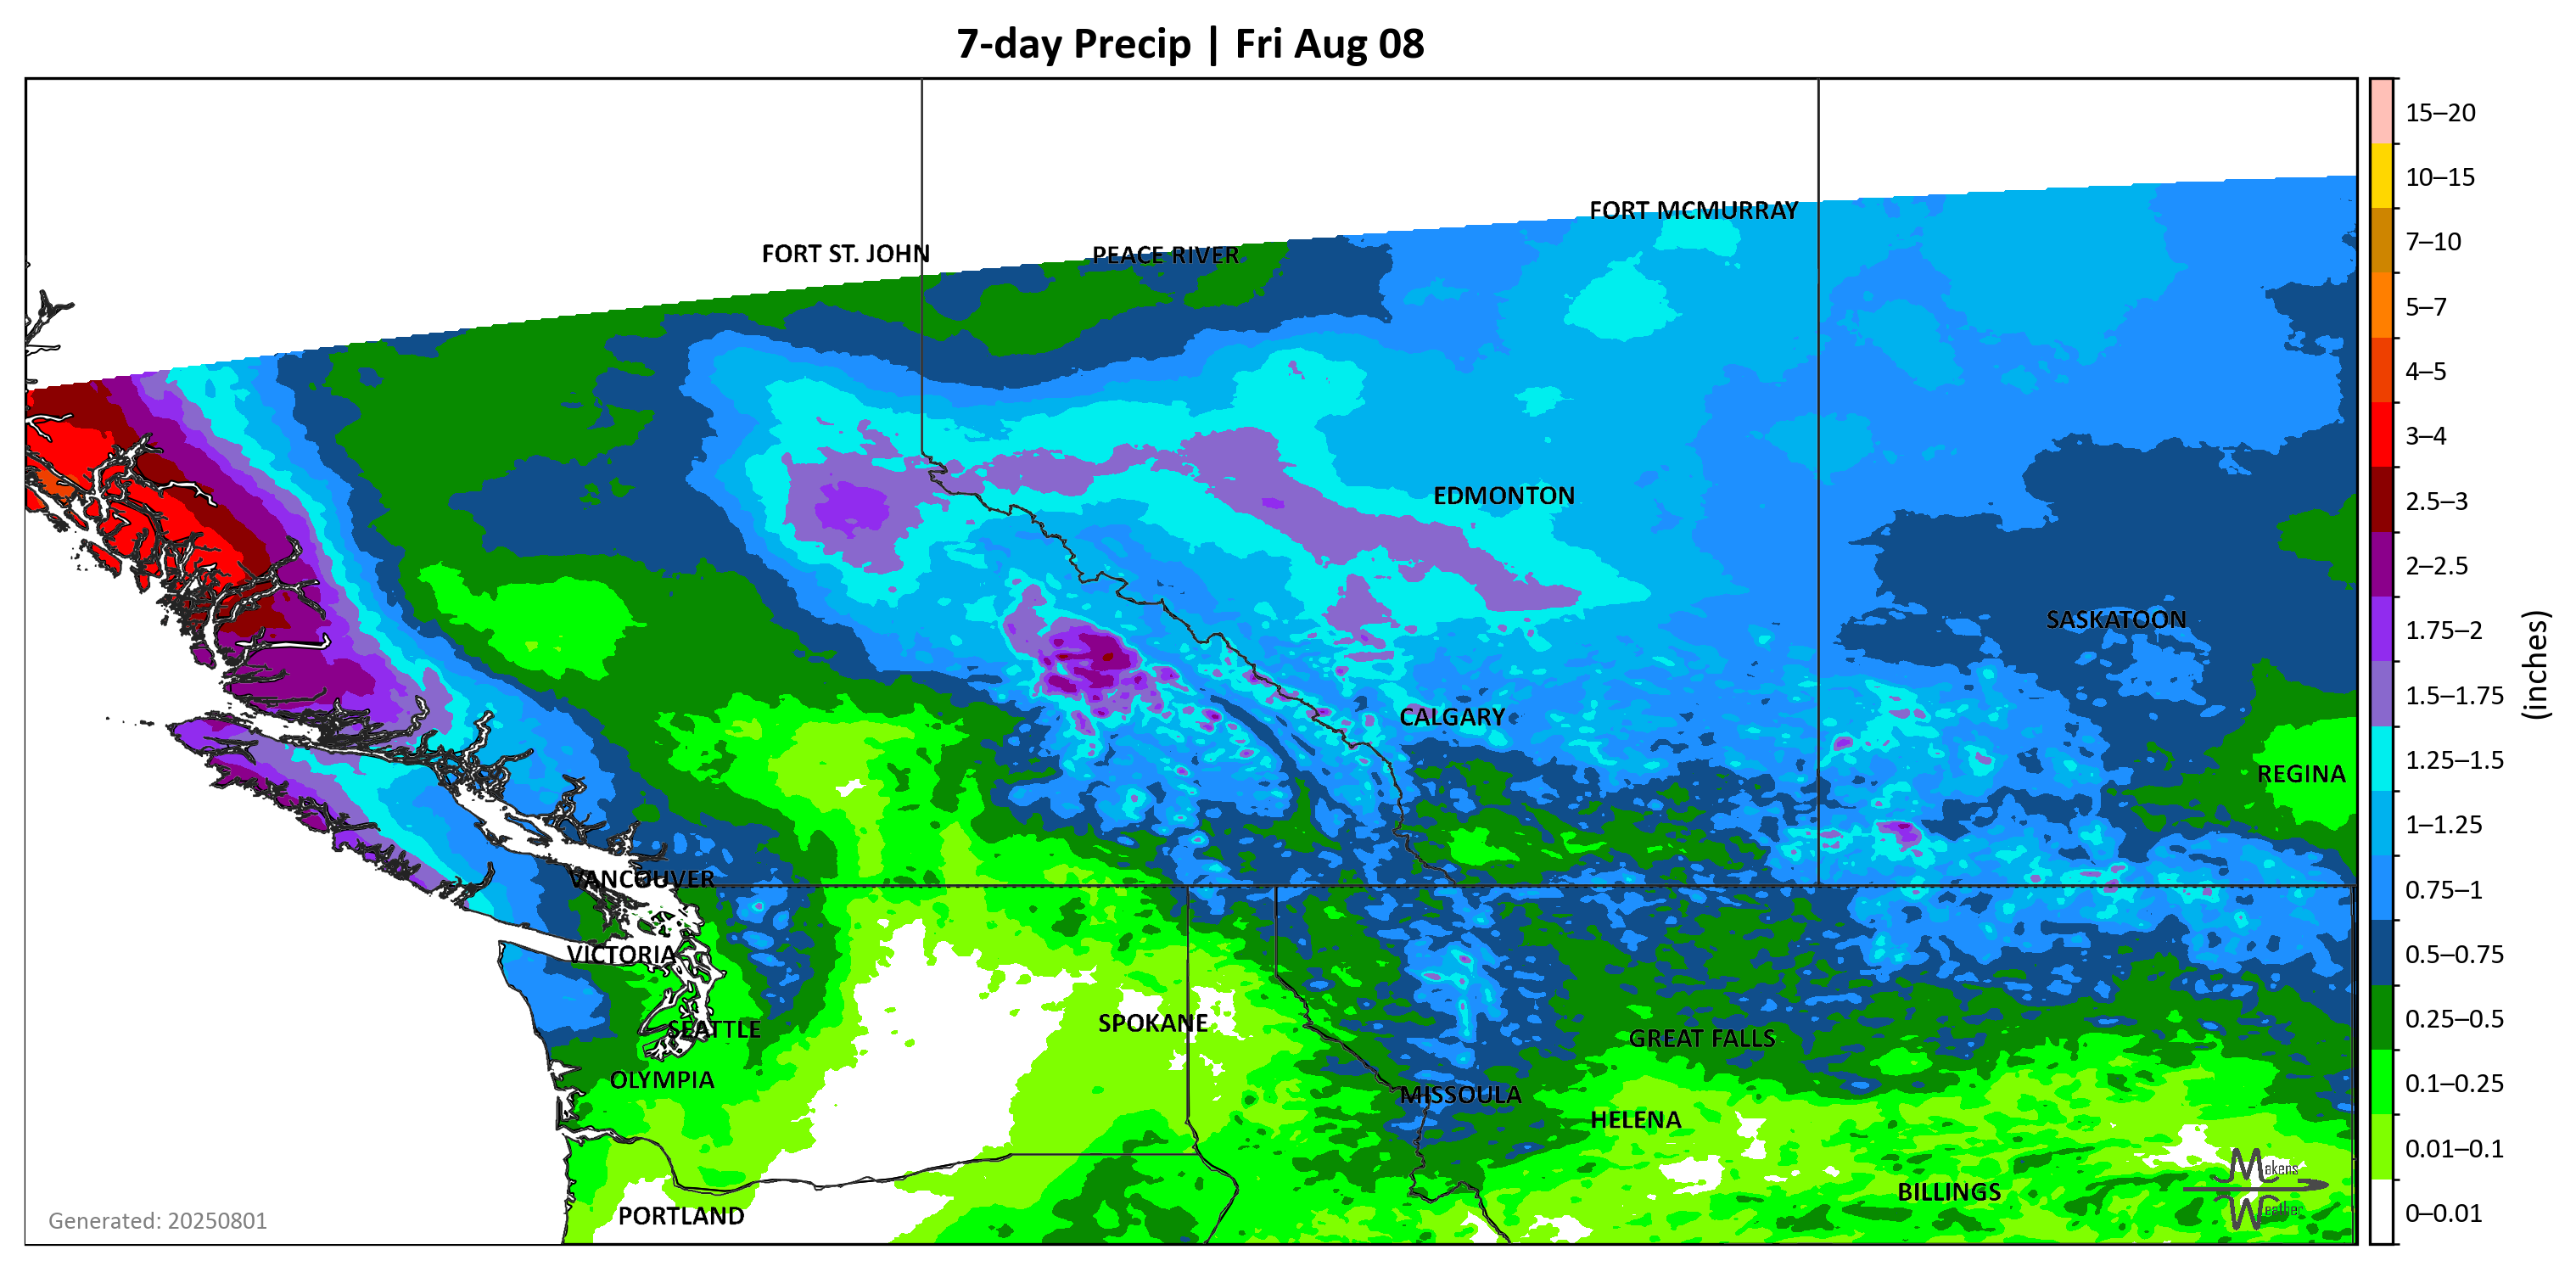 7-day Precip | Fri Aug 08
FORT MCMURRAY
FORT ST. JOHN
PEACE RIVER
EDMONTON
SASKATOON
CALGARY
REGINA
VANCOUVER
VICTORIA
SPOKANE
SEATTLE
GREAT FALLS
OLYMPIA
MISSOULA
HELENA
BILLINGS
PORTLAND
Makens
Weather
Generated: 20250801
15–20
10–15
7–10
5–7
4–5
3–4
2.5–3
2–2.5
1.75–2
1.5–1.75
1.25–1.5
1–1.25
0.75–1
0.5–0.75
0.25–0.5
0.1–0.25
0.01–0.1
0–0.01
(inches)